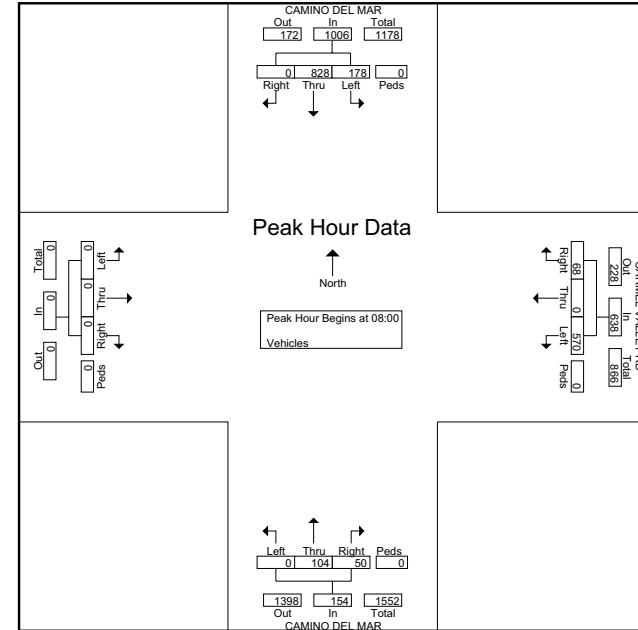 CAMINO DEL MAR
Out In Total
172 1006 1178
0 828 178 0
Right Thru Left Peds
Peak Hour Data
North
Peak Hour Begins at 08:00
Vehicles
Left Thru Right Peds
0 0 0 0
Out In Total
0 0 0
CARMEL VALLEY RD
Out In Total
228 638 866
68 0 570 0
Right Thru Left Peds
Left Thru Right Peds
0 104 50 0
1398 154 1552
Out In Total
CAMINO DEL MAR